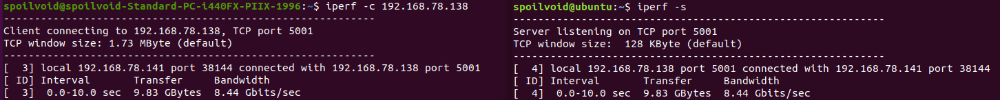 spoilvoid@spoilvoid-Standard-PC-i440FX-PIIX-1996:~$ iperf -c 192.168.78.138
------------------------------------------------------------
Client connecting to 192.168.78.138, TCP port 5001
TCP window size: 1.73 MByte (default)
------------------------------------------------------------
[  3] local 192.168.78.141 port 38144 connected with 192.168.78.138 port 5001
[ ID] Interval       Transfer     Bandwidth
[  3]  0.0-10.0 sec  9.83 GBytes  8.44 Gbits/sec
spoilvoid@ubuntu:~$ iperf -s
------------------------------------------------------------
Server listening on TCP port 5001
TCP window size:  128 KByte (default)
------------------------------------------------------------
[  4] local 192.168.78.138 port 5001 connected with 192.168.78.141 port 38144
[ ID] Interval       Transfer     Bandwidth
[  4]  0.0-10.0 sec  9.83 GBytes  8.44 Gbits/sec